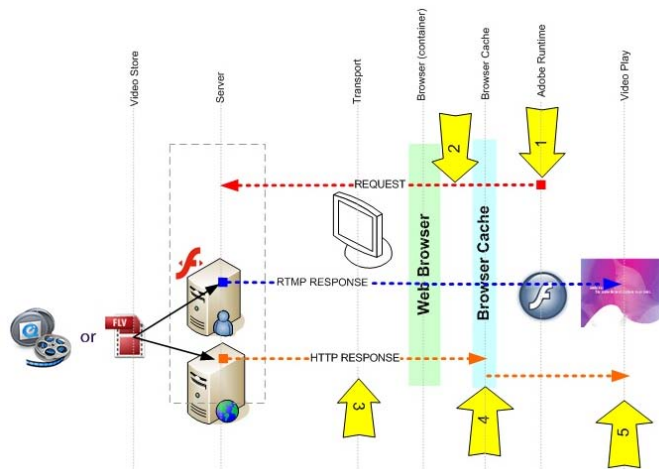 Video Store
Server
Transport
Browser (container)
Browser Cache
Adobe Runtime
Video Play
1
2
REQUEST
Web Browser
Browser Cache
RTMP RESPONSE
or
FLV
HTTP RESPONSE
3
4
5